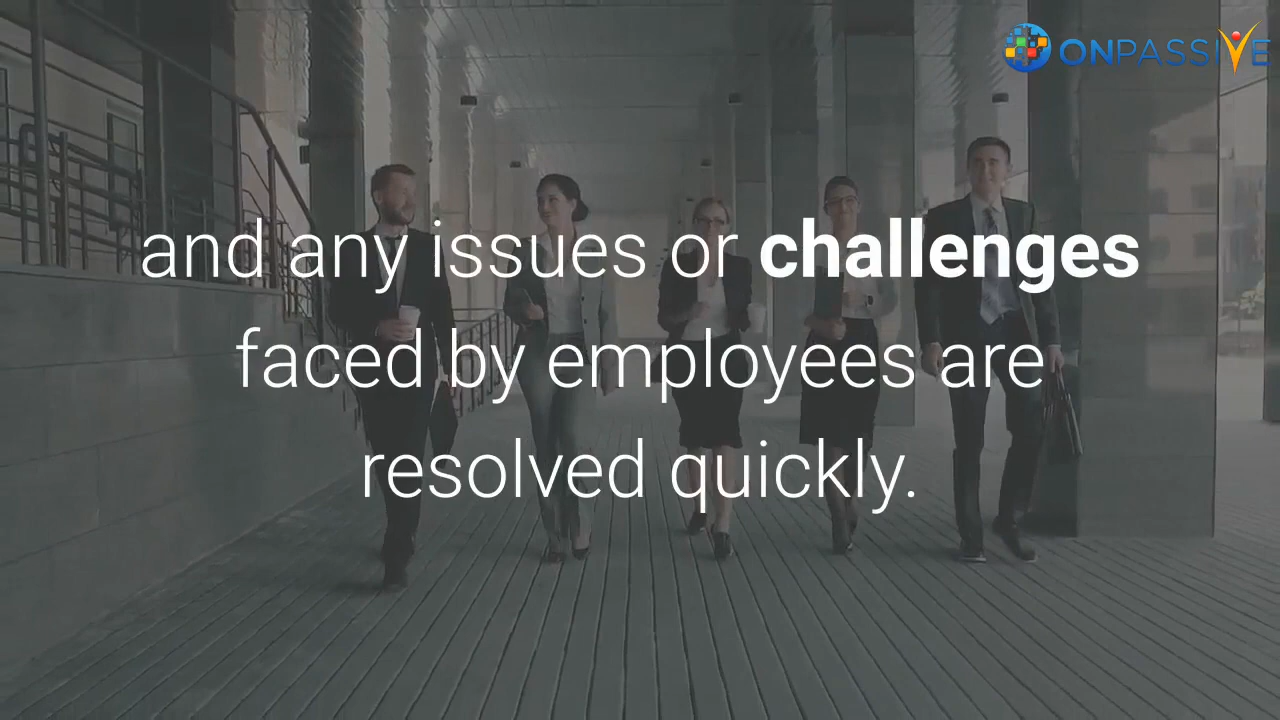 ONPASSIVE
and any issues or challenges
faced by employees are
resolved quickly.